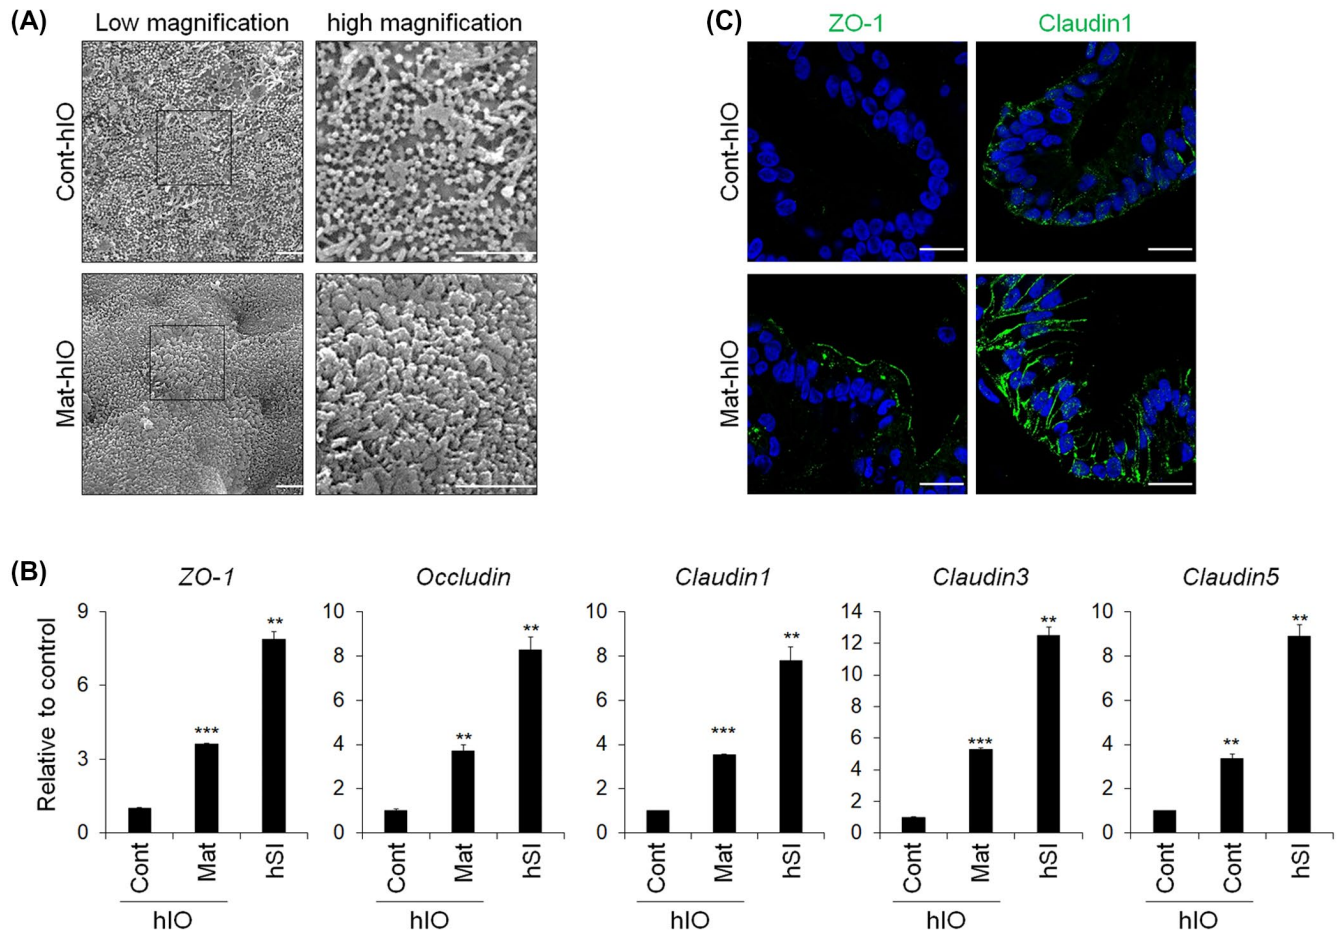 (A)
Low magnification
high magnification
Cont-hIO
Mat-hIO
(C)
ZO-1
Claudin1
Cont-hIO
Mat-hIO
(B)
Relative to control
ZO-1
9
6
3
0
***
**
Cont
Mat
hSI
hIO
Occludin
10
8
6
4
2
0
**
**
Cont
Mat
hSI
hIO
Claudin1
10
8
6
4
2
0
***
**
Cont
Mat
hSI
hIO
Claudin3
14
12
10
8
6
4
2
0
***
**
Cont
Mat
hSI
hIO
Claudin5
10
8
6
4
2
0
**
**
Cont
Cont
hSI
hIO